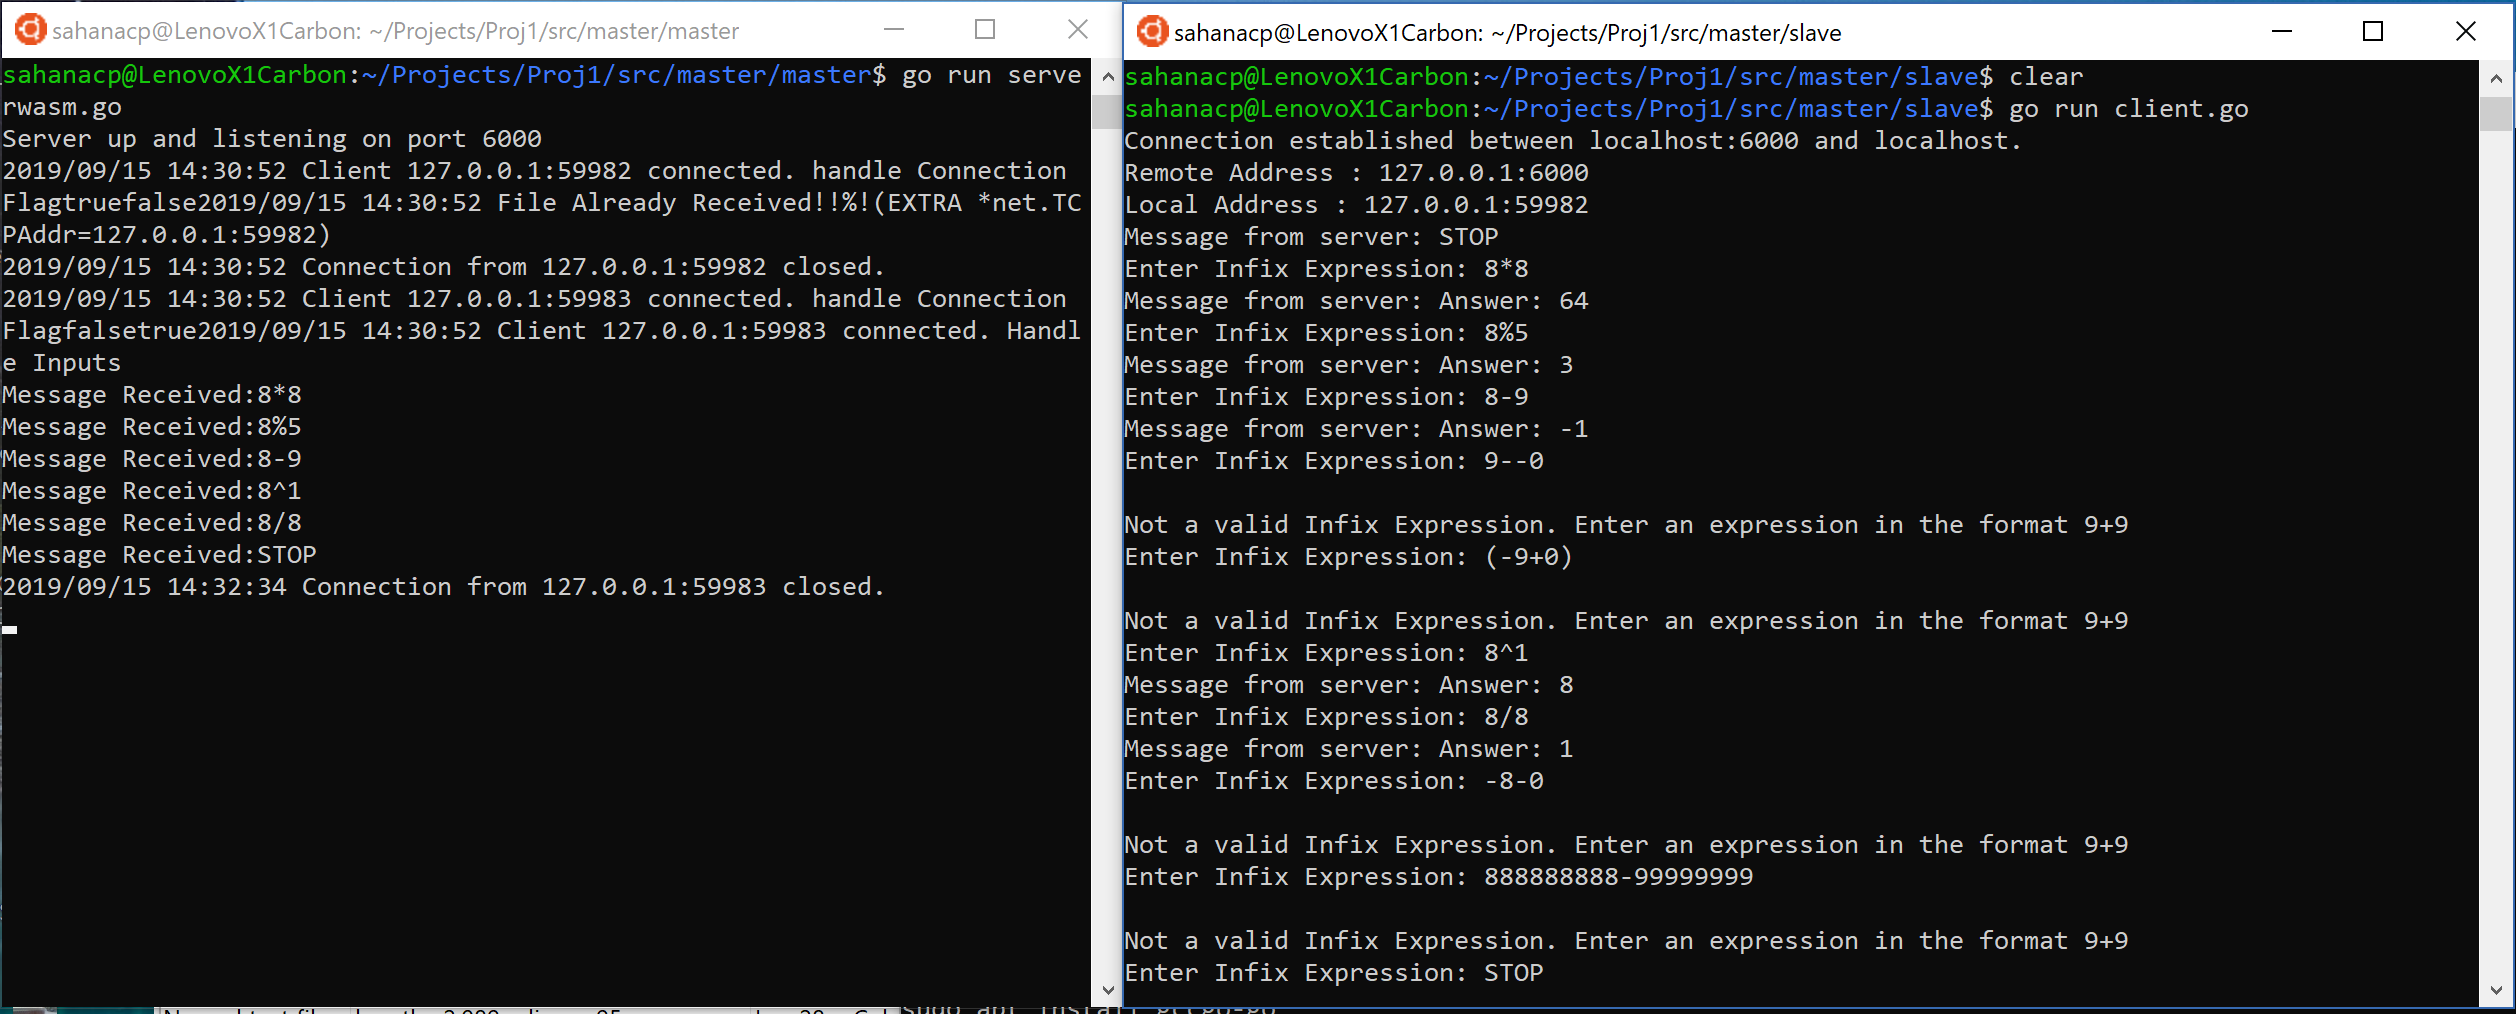 sahanacp@LenovoX1Carbon: ~/Projects/Proj1/src/master/master
sahanacp@LenovoX1Carbon:~/Projects/Proj1/src/master/master$ go run serve
rwasm.go
Server up and listening on port 6000
2019/09/15 14:30:52 Client 127.0.0.1:59982 connected. handle Connection
Flagtruefalse2019/09/15 14:30:52 File Already Received!!%!(EXTRA *net.TC
PAddr=127.0.0.1:59982)
2019/09/15 14:30:52 Connection from 127.0.0.1:59982 closed.
2019/09/15 14:30:52 Client 127.0.0.1:59983 connected. handle Connection
Flagfalsetrue2019/09/15 14:30:52 Client 127.0.0.1:59983 connected. Handl
e Inputs
Message Received:8*8
Message Received:8%5
Message Received:8-9
Message Received:8^1
Message Received:8/8
Message Received:STOP
2019/09/15 14:32:34 Connection from 127.0.0.1:59983 closed.
sahanacp@LenovoX1Carbon: ~/Projects/Proj1/src/master/slave
sahanacp@LenovoX1Carbon:~/Projects/Proj1/src/master/slave$ clear
sahanacp@LenovoX1Carbon:~/Projects/Proj1/src/master/slave$ go run client.go
Connection established between localhost:6000 and localhost.
Remote Address : 127.0.0.1:6000
Local Address : 127.0.0.1:59982
Message from server: STOP
Enter Infix Expression: 8*8
Message from server: Answer: 64
Enter Infix Expression: 8%5
Message from server: Answer: 3
Enter Infix Expression: 8-9
Message from server: Answer: -1
Enter Infix Expression: 9--0
Not a valid Infix Expression. Enter an expression in the format 9+9
Enter Infix Expression: (-9+0)
Not a valid Infix Expression. Enter an expression in the format 9+9
Enter Infix Expression: 8^1
Message from server: Answer: 8
Enter Infix Expression: 8/8
Message from server: Answer: 1
Enter Infix Expression: -8-0
Not a valid Infix Expression. Enter an expression in the format 9+9
Enter Infix Expression: 888888888-99999999
Not a valid Infix Expression. Enter an expression in the format 9+9
Enter Infix Expression: STOP